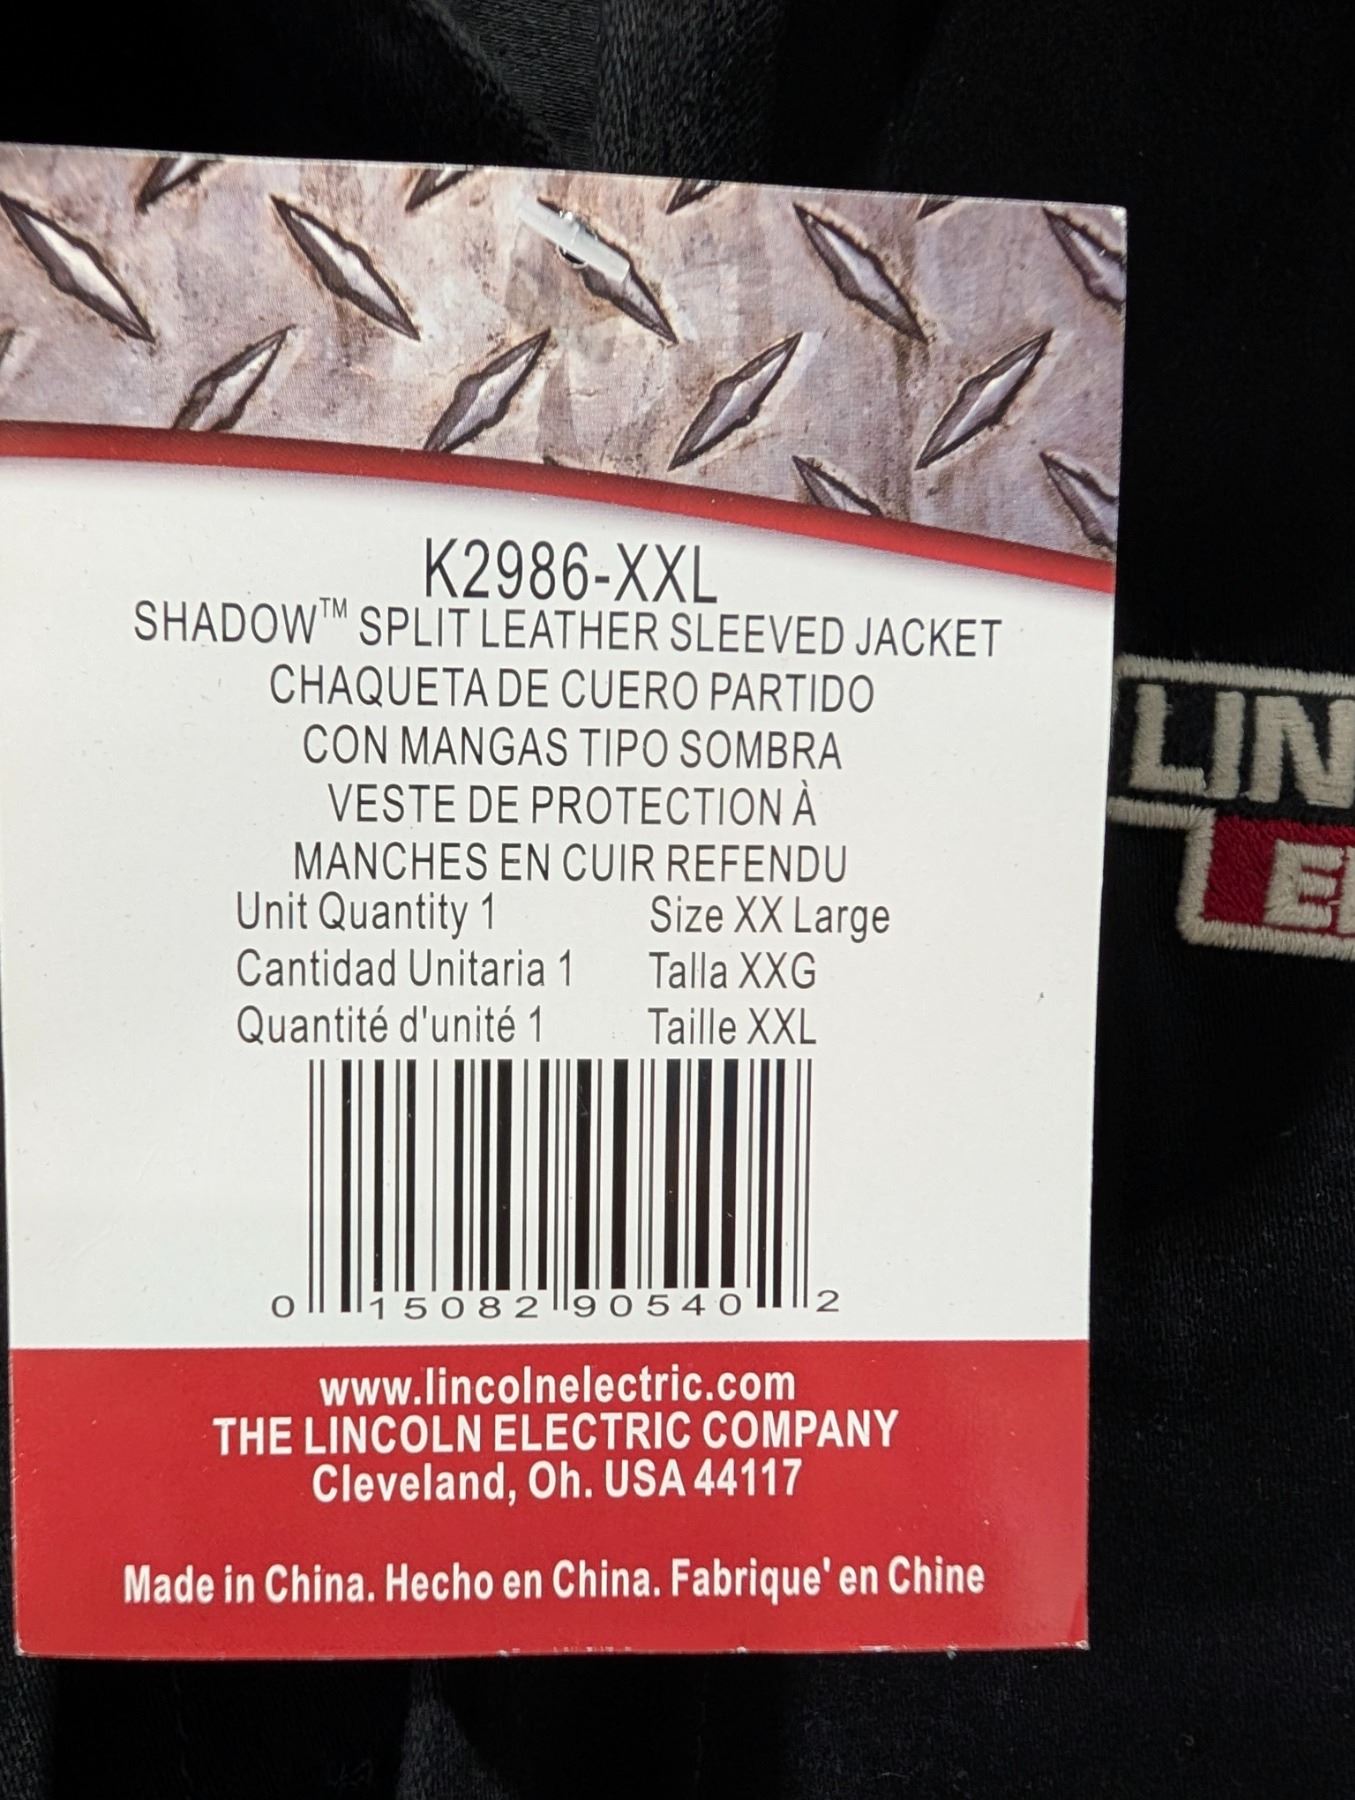 K2986-XXL
SHADOW™ SPLIT LEATHER SLEEVED JACKET
CHAQUETA DE CUERO PARTIDO
CON MANGAS TIPO SOMBRA
VESTE DE PROTECTION À
MANCHES EN CUIR REFENDU
Unit Quantity 1 Size XX Large
Cantidad Unitaria 1 Talla XXG
Quantité d'unité 1 Taille XXL
0 15082 90540 2
www.lincolnelectric.com
THE LINCOLN ELECTRIC COMPANY
Cleveland, Oh. USA 44117
Made in China. Hecho en China. Fabrique' en Chine
LIN